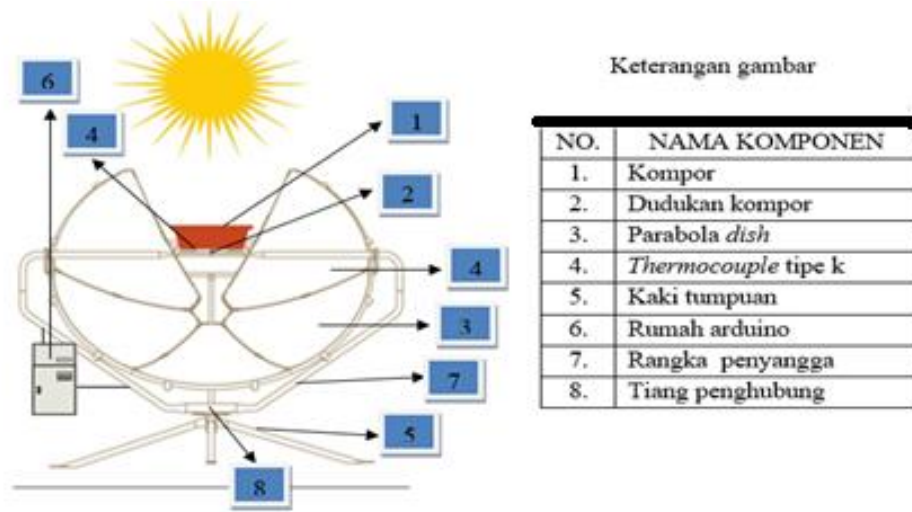 6
4
1
2
4
3
7
5
8
Keterangan gambar
NO. NAMA KOMPONEN
1. Kompor
2. Dudukan kompor
3. Parabola dish
4. Thermocouple tipe k
5. Kaki tumpuan
6. Rumah arduino
7. Rangka penyangga
8. Tiang penghubung